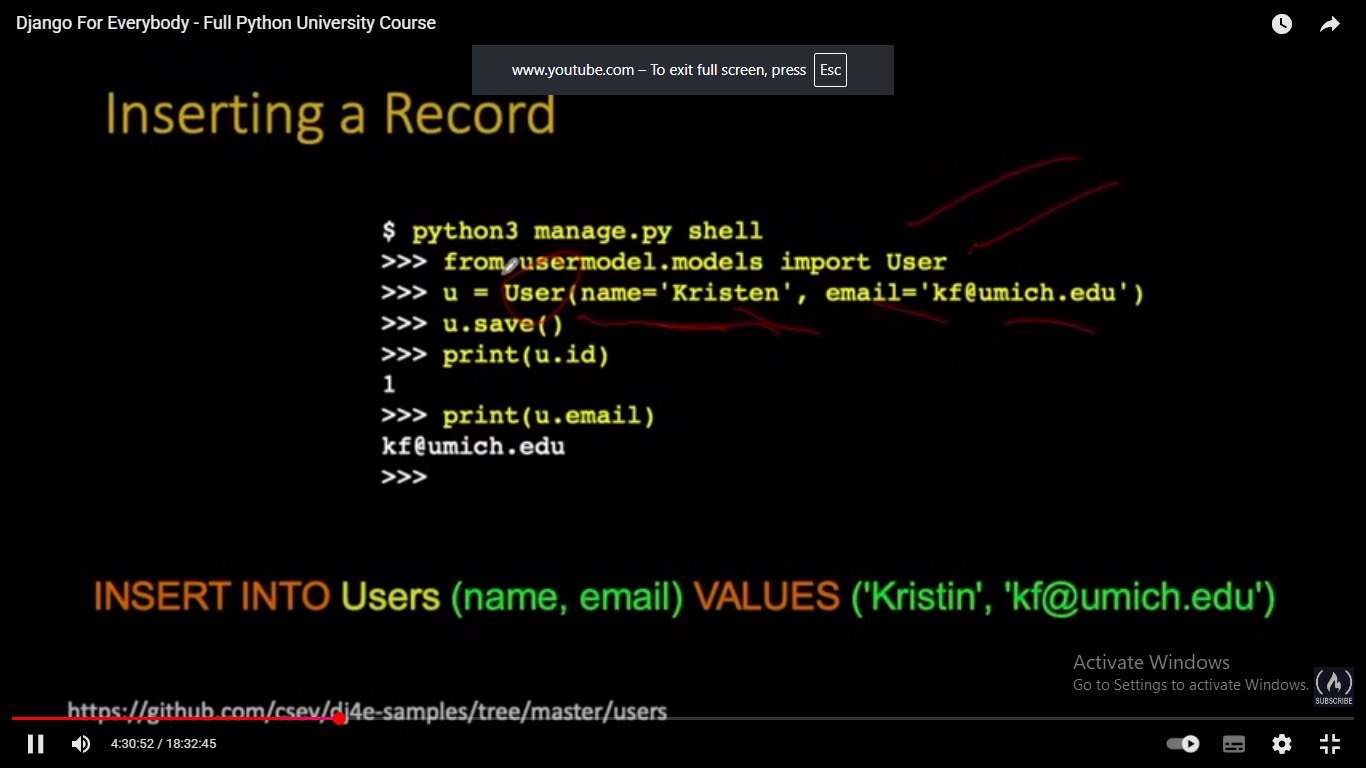 Django For Everybody - Full Python University Course
www.youtube.com – To exit full screen, press Esc
Inserting a Record
$ python3 manage.py shell
>>> from usermodel.models import User
>>> u = User(name='Kristen', email='kf@umich.edu')
>>> u.save()
>>> print(u.id)
1
>>> print(u.email)
kf@umich.edu
>>>
INSERT INTO Users (name, email) VALUES ('Kristin', 'kf@umich.edu')
Activate Windows
Go to Settings to activate Windows.
SUBSCRIBE
https://github.com/csev/dj4e-samples/tree/master/users
4:30:52 / 18:32:45